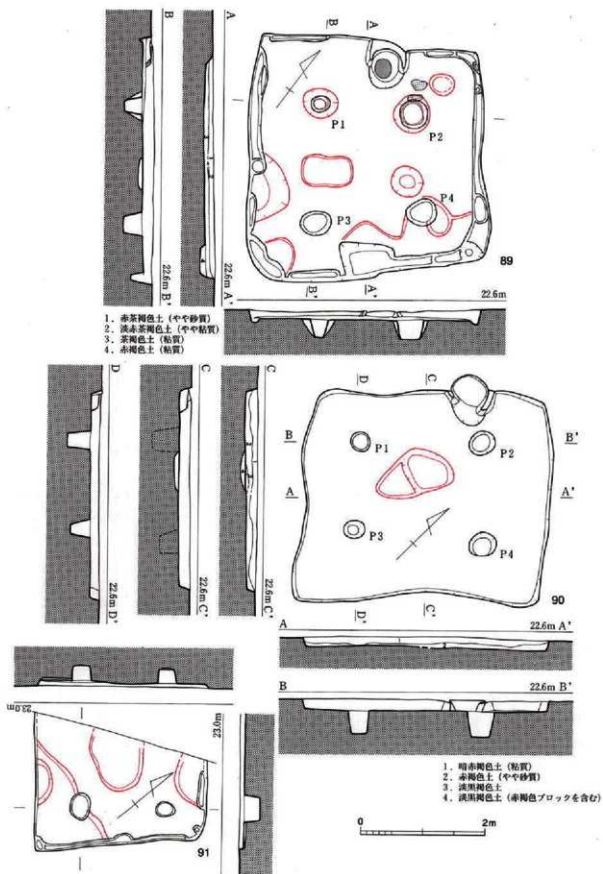 B
A
B
A
P1
P2
P3
P4
89
B'
A'
22.6m B'
22.6m A'
22.6m
1. 赤茶褐色土 (やや砂質)
2. 淡赤茶褐色土 (やや粘質)
3. 茶褐色土 (粘質)
4. 赤褐色土 (粘質)
D
C
C
D
C
B
B'
P1
P2
A
A'
P3
P4
90
D'
C'
22.6m D'
22.6m C'
22.6m C'
A
22.6m A'
B
22.6m B'
23.0m
23.0m
91
1. 暗赤褐色土 (粘質)
2. 赤褐色土 (やや砂質)
3. 淡黒褐色土
4. 淡黒褐色土 (赤褐色ブロックを含む)
0
2m